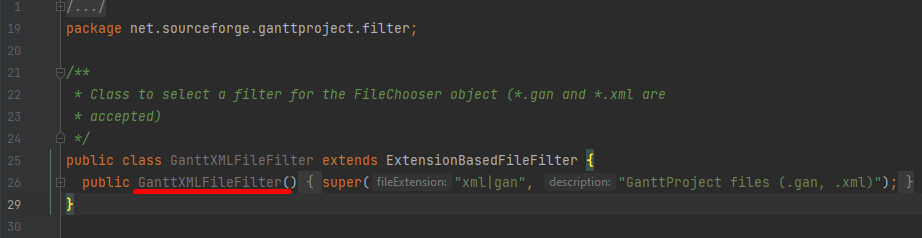 1 /.../
19 package net.sourceforge.ganttproject.filter;
20
21 /**
22 * Class to select a filter for the FileChooser object (*.gan and *.xml are
23 * accepted)
24 */
25 public class GanttXMLFileFilter extends ExtensionBasedFileFilter {
26 public GanttXMLFileFilter() { super( fileExtension: "xml|gan", description: "GanttProject files (.gan, .xml)"); }
29 }
30